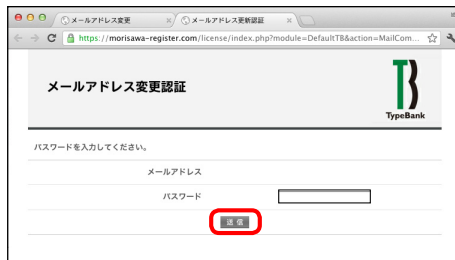 メールアドレス変更
メールアドレス更新認証
https://morisawa-register.com/license/index.php?module=DefaultTB&action=MailCom...
メールアドレス変更認証
TB
TypeBank
パスワードを入力してください。
メールアドレス
パスワード
送信